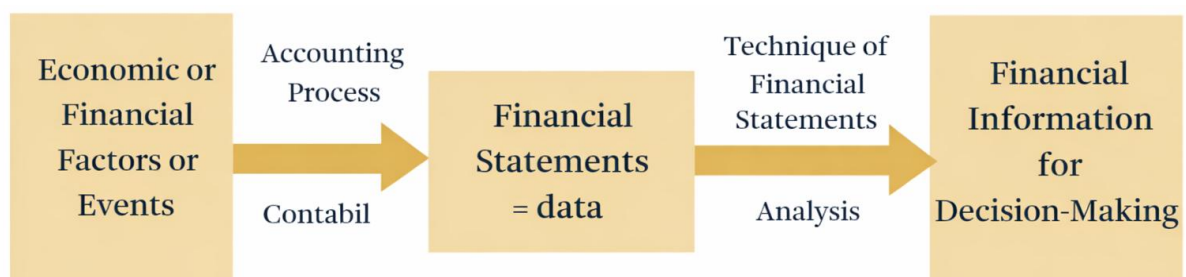 Economic or
Financial
Factors or
Events
Accounting
Process
Contabil
Financial
Statements
= data
Technique of
Financial
Statements
Analysis
Financial
Information
for
Decision-Making